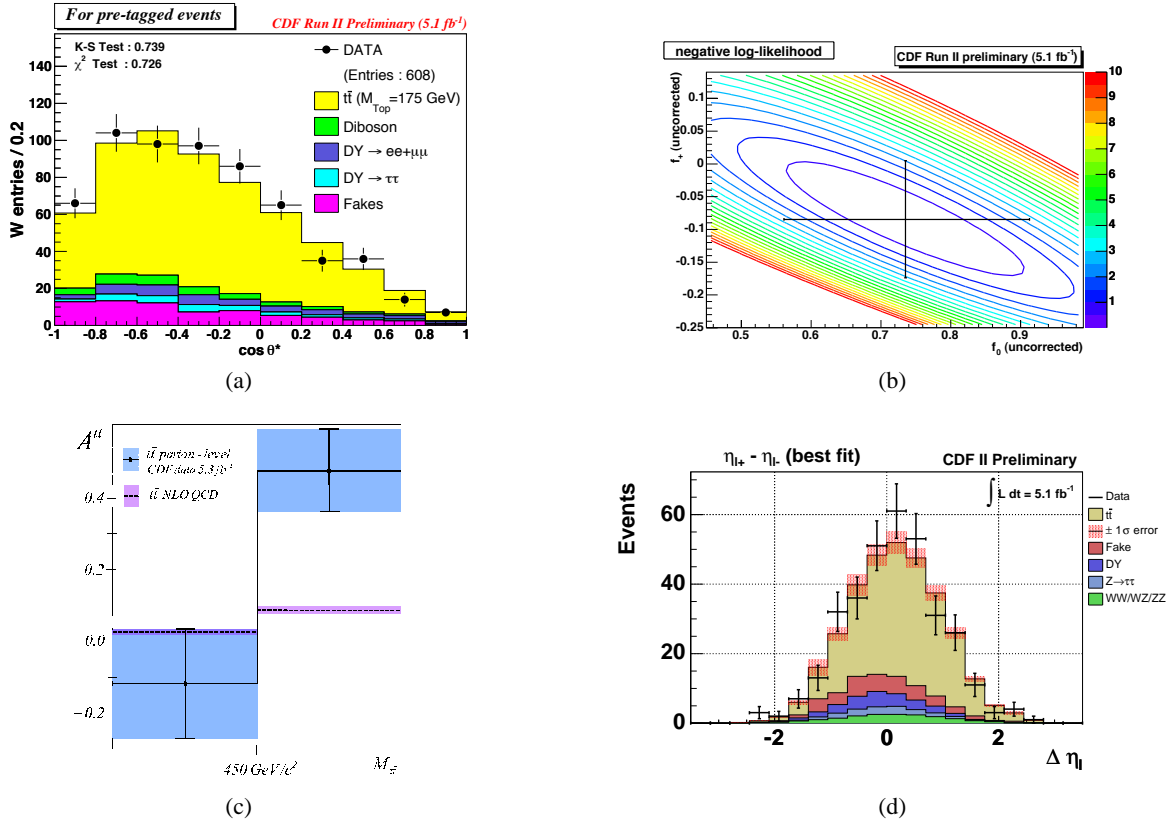 For pre-tagged events
CDF Run II Preliminary (5.1 fb⁻¹)
K-S Test : 0.739
χ² Test : 0.726
DATA
(Entries : 608)
tt̄ (M_Top=175 GeV)
Diboson
DY → ee+μμ
DY → ττ
Fakes
W entries / 0.2
140
120
100
80
60
40
20
0
-1 -0.8 -0.6 -0.4 -0.2 0 0.2 0.4 0.6 0.8 1
cos θ*
(a)
negative log-likelihood
CDF Run II preliminary (5.1 fb⁻¹)
f₊ (uncorrected)
0.1
0.05
0
-0.05
-0.1
-0.15
-0.2
-0.25
0.5 0.6 0.7 0.8 0.9
f₀ (uncorrected)
10
9
8
7
6
5
4
3
2
1
(b)
A^{tt̄}
tt̄ parton-level
CDF data 5.3 fb⁻¹
tt̄ NLO QCD
0.4
0.2
0.0
-0.2
450 GeV/c²
M_{tt̄}
(c)
η_{l+} - η_{l-} (best fit)
CDF II Preliminary
∫ L dt = 5.1 fb⁻¹
Data
tt̄
± 1σ error
Fake
DY
Z→ττ
WW/WZ/ZZ
Events
60
40
20
0
-2 0 2
Δ η_l
(d)